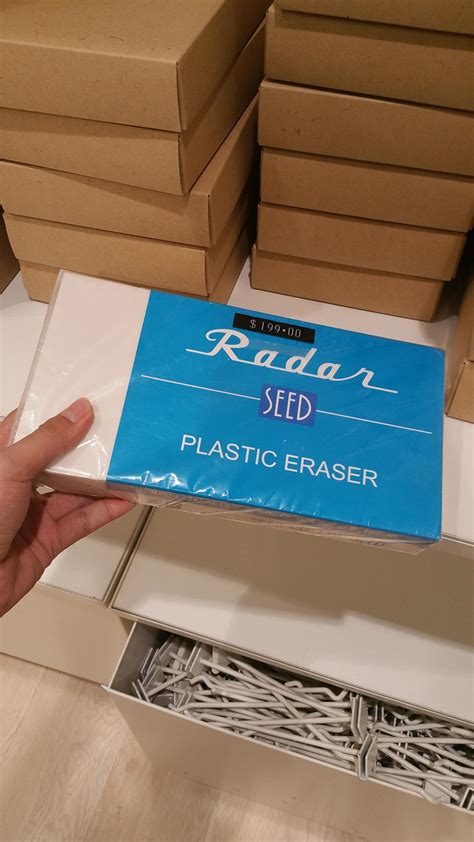 $199.00
Radar
SEED
PLASTIC ERASER